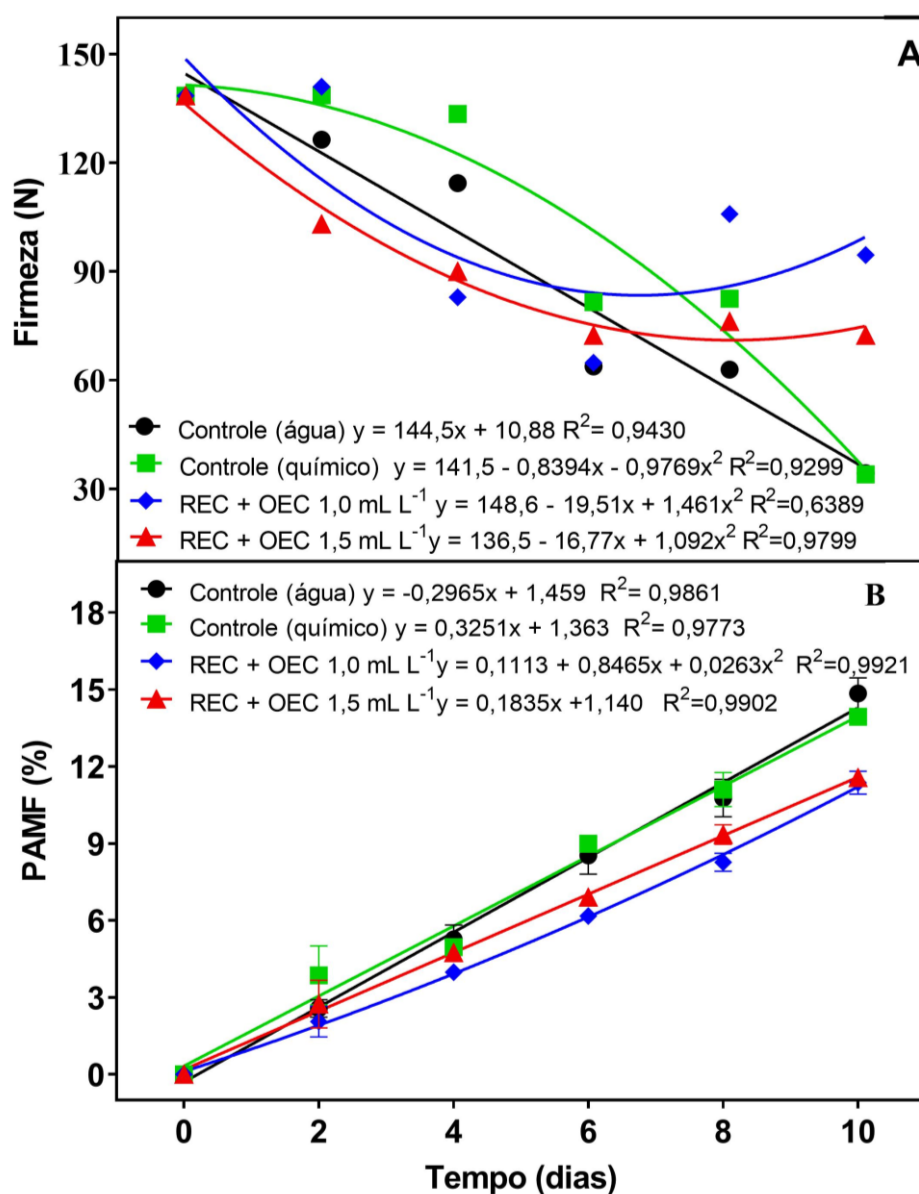 A
150
120
90
60
30
Firmeza (N)
Controle (água) y = 144,5x + 10,88 R²= 0,9430
Controle (químico) y = 141,5 - 0,8394x - 0,9769x² R²=0,9299
REC + OEC 1,0 mL L⁻¹ y = 148,6 - 19,51x + 1,461x² R²=0,6389
REC + OEC 1,5 mL L⁻¹y = 136,5 - 16,77x + 1,092x² R²=0,9799
B
Controle (água) y = -0,2965x + 1,459 R²= 0,9861
Controle (químico) y = 0,3251x + 1,363 R²= 0,9773
REC + OEC 1,0 mL L⁻¹y = 0,1113 + 0,8465x + 0,0263x² R²=0,9921
REC + OEC 1,5 mL L⁻¹y = 0,1835x +1,140 R²=0,9902
18
15
12
9
6
3
0
PAMF (%)
0 2 4 6 8 10
Tempo (dias)